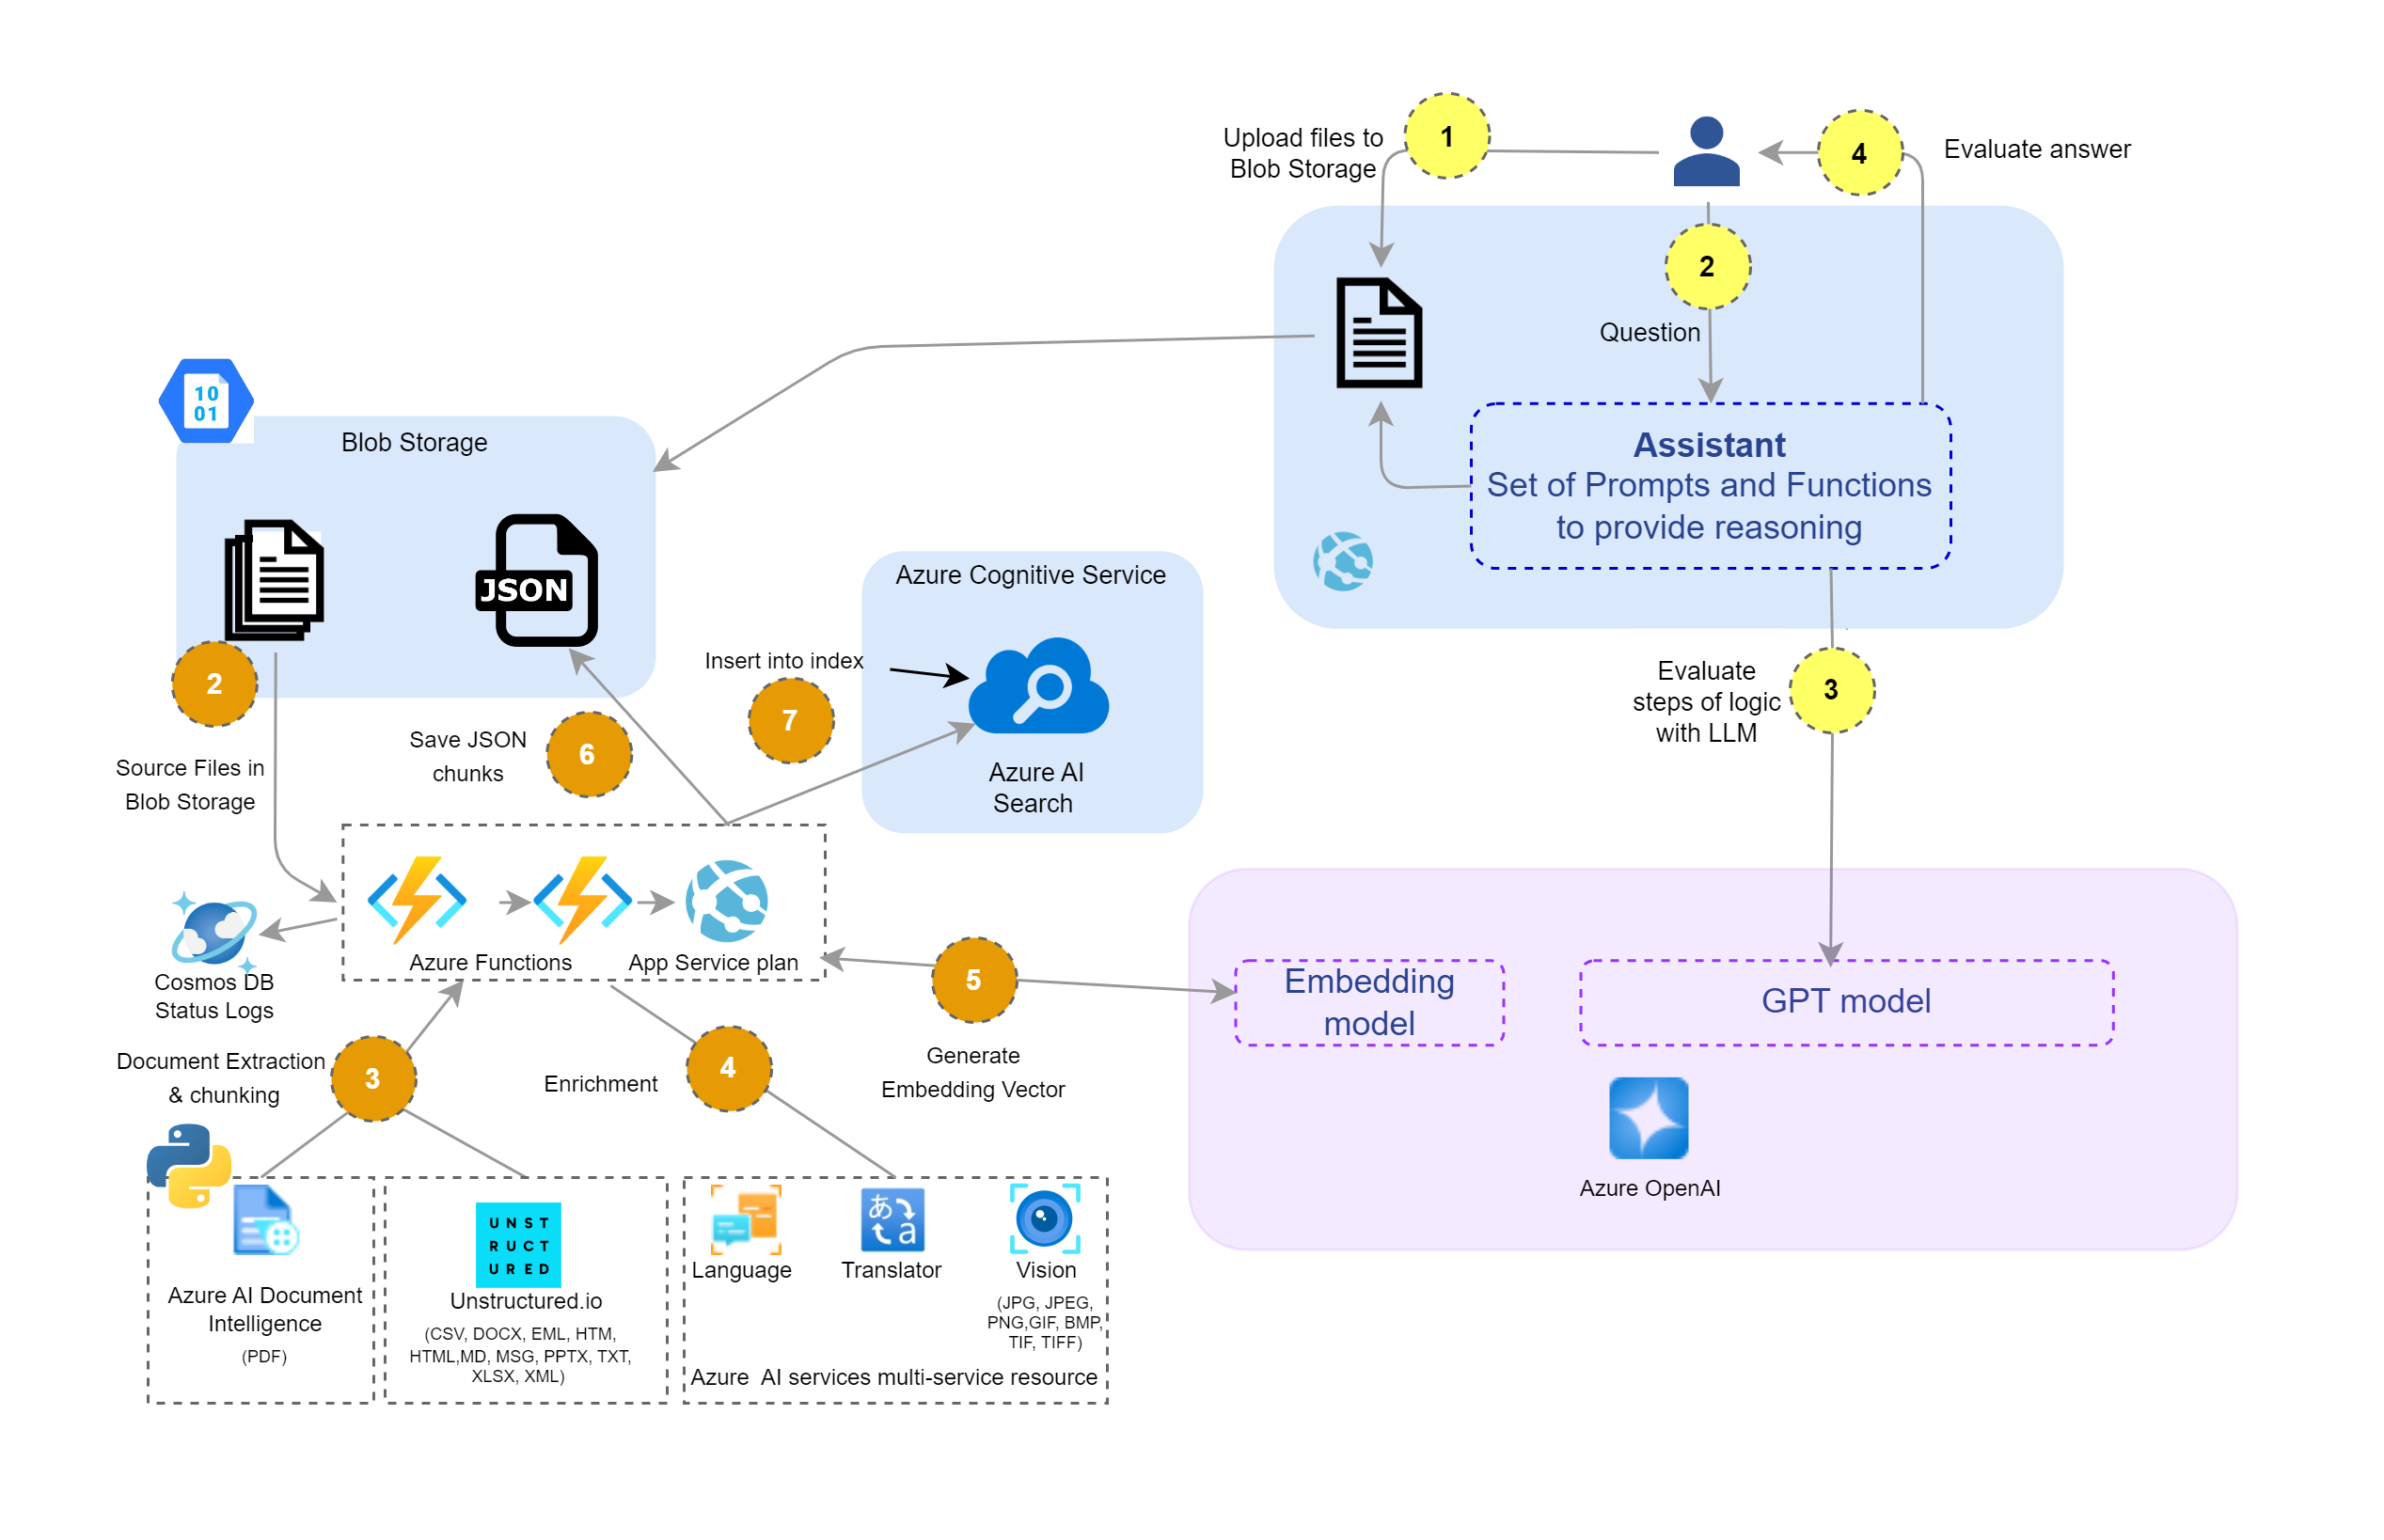 Upload files to
Blob Storage
1
4
Evaluate answer
2
Question
Assistant
Set of Prompts and Functions
to provide reasoning
10
01
Blob Storage
JSON
Azure Cognitive Service
Insert into index
7
Azure AI
Search
2
Source Files in
Blob Storage
Save JSON
chunks
6
Evaluate
steps of logic
with LLM
3
Azure Functions
App Service plan
Cosmos DB
Status Logs
5
Generate
Embedding Vector
Embedding
model
GPT model
Azure OpenAI
Document Extraction
& chunking
3
Enrichment
4
Azure AI Document
Intelligence
(PDF)
UNST
RUCT
URED
Unstructured.io
(CSV, DOCX, EML, HTM,
HTML,MD, MSG, PPTX, TXT,
XLSX, XML)
Language
あ
a
Translator
Vision
(JPG, JPEG,
PNG,GIF, BMP,
TIF, TIFF)
Azure  AI services multi-service resource